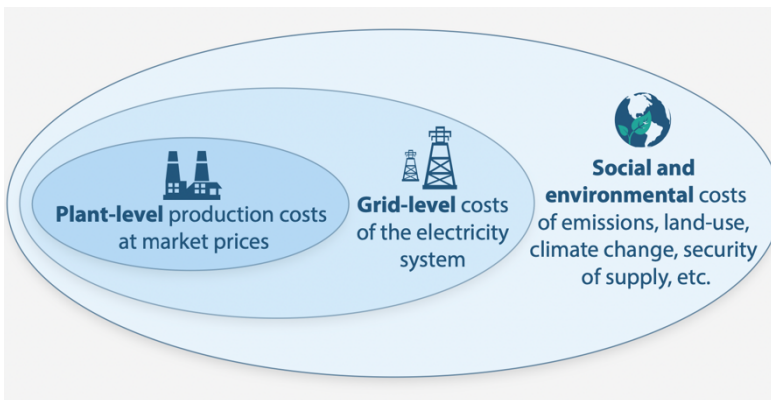 Plant-level production costs
at market prices
Grid-level costs
of the electricity
system
Social and
environmental costs
of emissions, land-use,
climate change, security
of supply, etc.